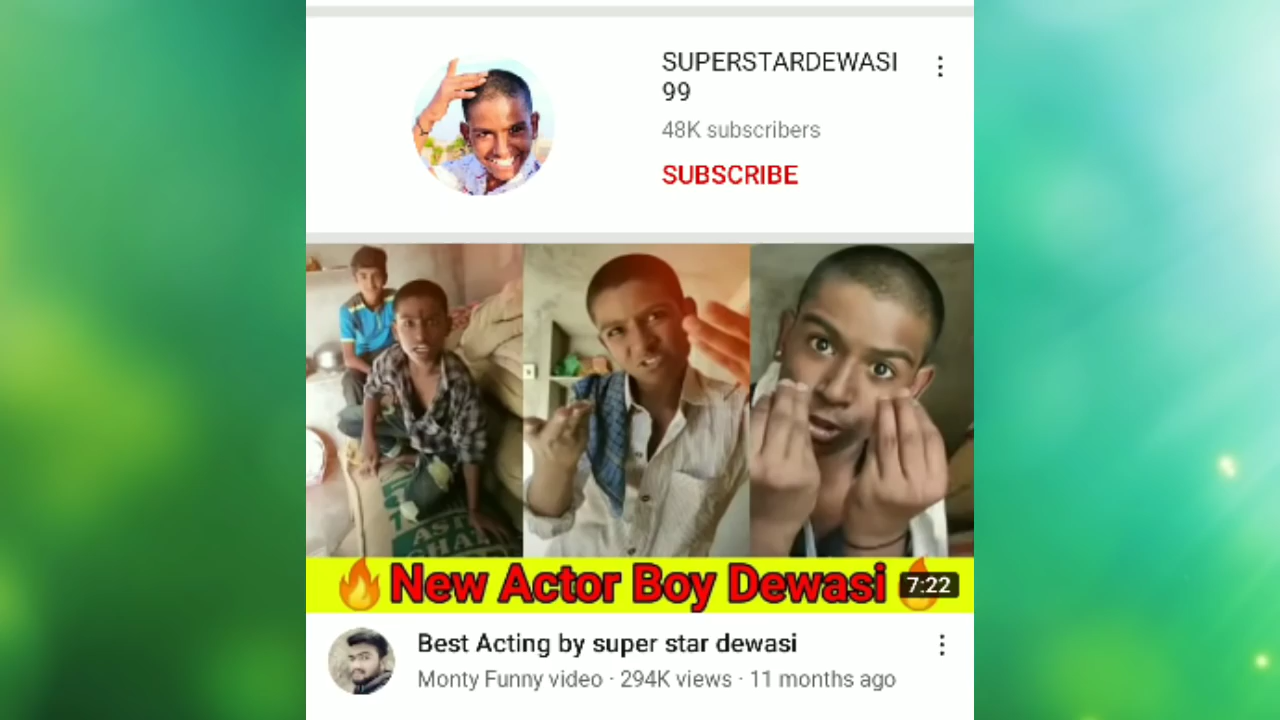 SUPERSTARDEWASI
99
48K subscribers
SUBSCRIBE
New Actor Boy Dewasi
7:22
Best Acting by super star dewasi
Monty Funny video · 294K views · 11 months ago